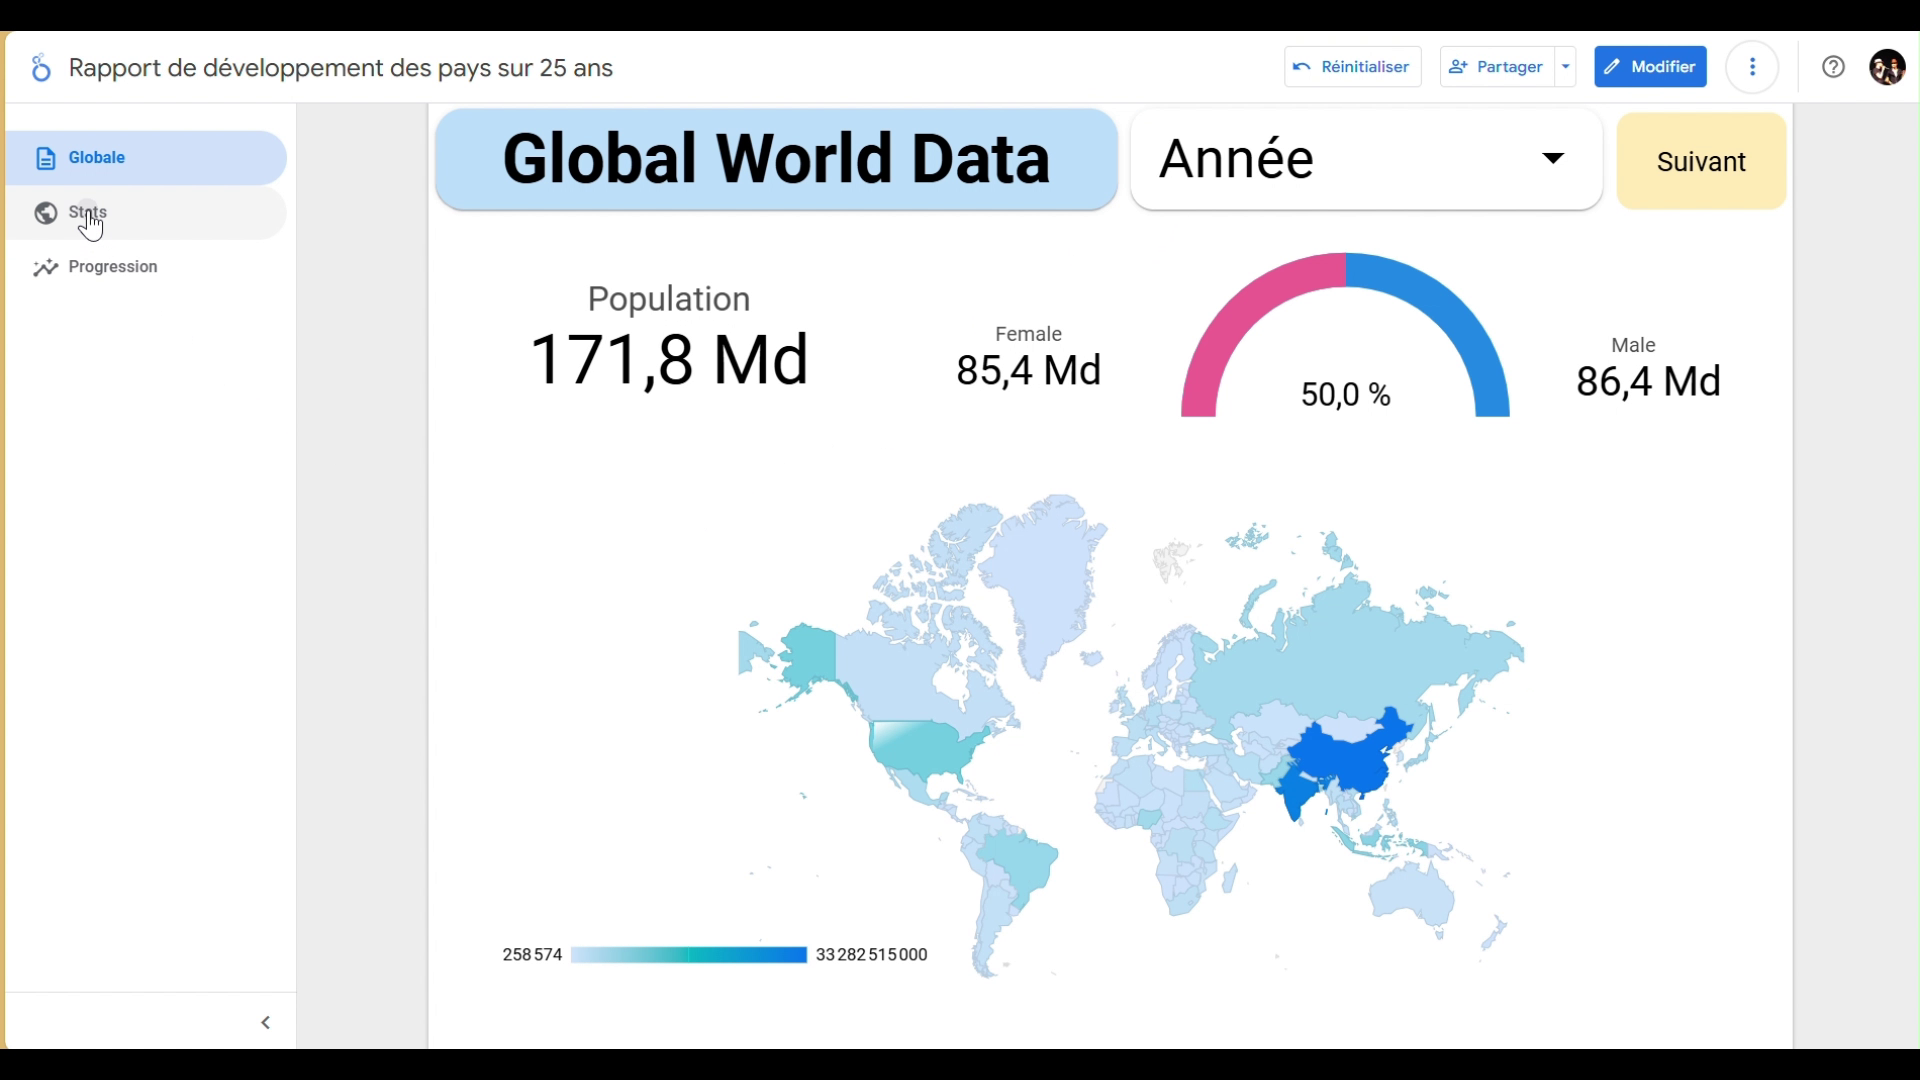 Rapport de développement des pays sur 25 ans
Réinitialiser
Partager
Modifier
Globale
Stats
Progression
Global World Data
Année
Suivant
Population
171,8 Md
Female
85,4 Md
50,0 %
Male
86,4 Md
258 574
33 282 515 000